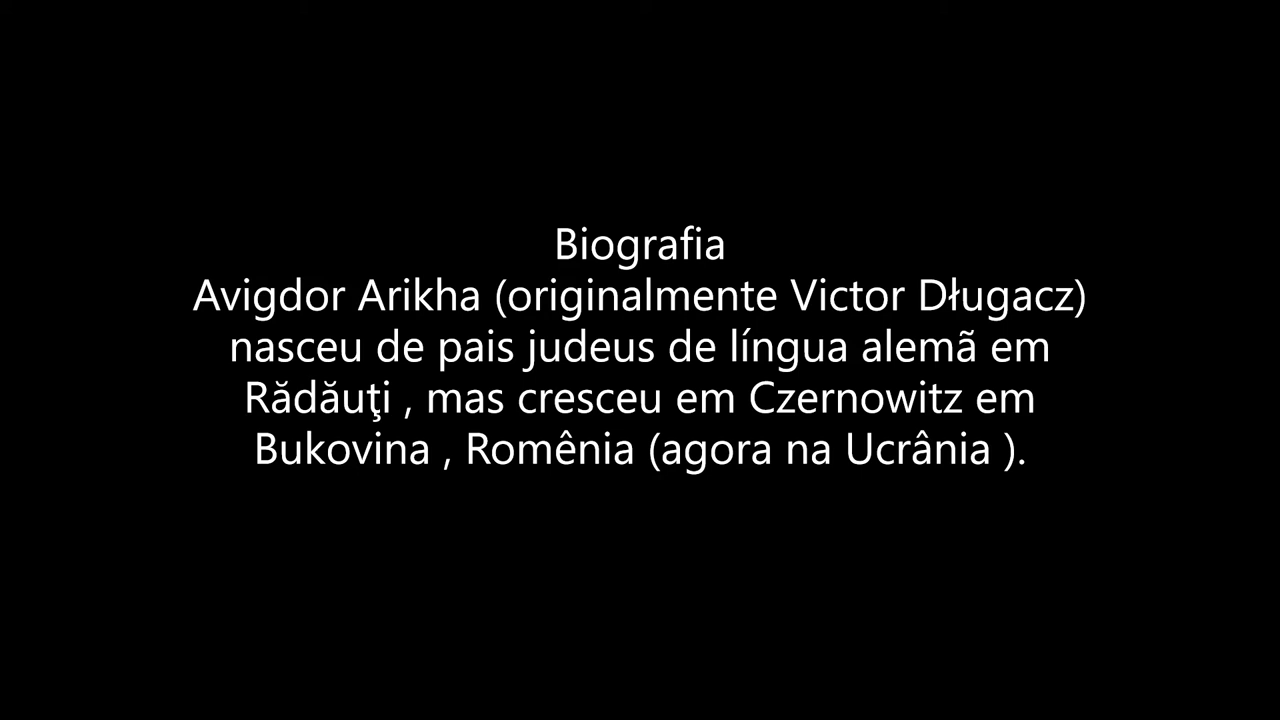 Biografia
Avigdor Arikha (originalmente Victor Długacz)
nasceu de pais judeus de língua alemã em
Rădăuţi , mas cresceu em Czernowitz em
Bukovina , Romênia (agora na Ucrânia ).